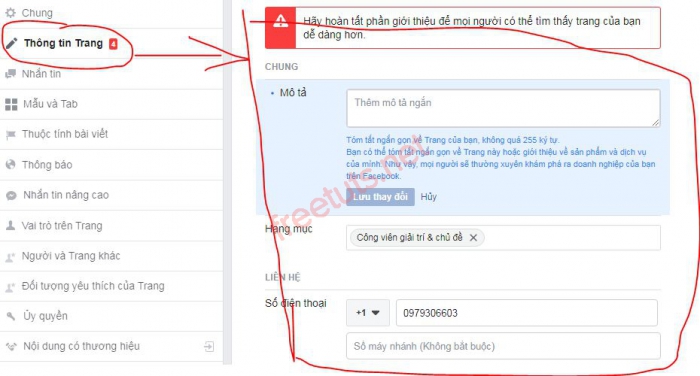 Chung
Thông tin Trang 4
Nhắn tin
Mẫu và Tab
Thuộc tính bài viết
Thông báo
Nhắn tin nâng cao
Vai trò trên Trang
Người và Trang khác
Đối tượng yêu thích của Trang
Ủy quyền
Nội dung có thương hiệu
Hãy hoàn tất phần giới thiệu để mọi người có thể tìm thấy trang của bạn
dễ dàng hơn.
CHUNG
Mô tả
Thêm mô tả ngắn
Tóm tắt ngắn gọn về Trang của bạn, không quá 255 ký tự.
Bạn có thể tóm tắt ngắn gọn về Trang này hoặc giới thiệu về sản phẩm và dịch vụ
của mình. Như vậy, mọi người sẽ thường xuyên khám phá ra doanh nghiệp của bạn
trên Facebook.
Lưu thay đổi Hủy
Hạng mục
Công viên giải trí & chủ đề
LIÊN HỆ
Số điện thoại
+1 0979306603
Số máy nhánh (Không bắt buộc)
freetuts.net